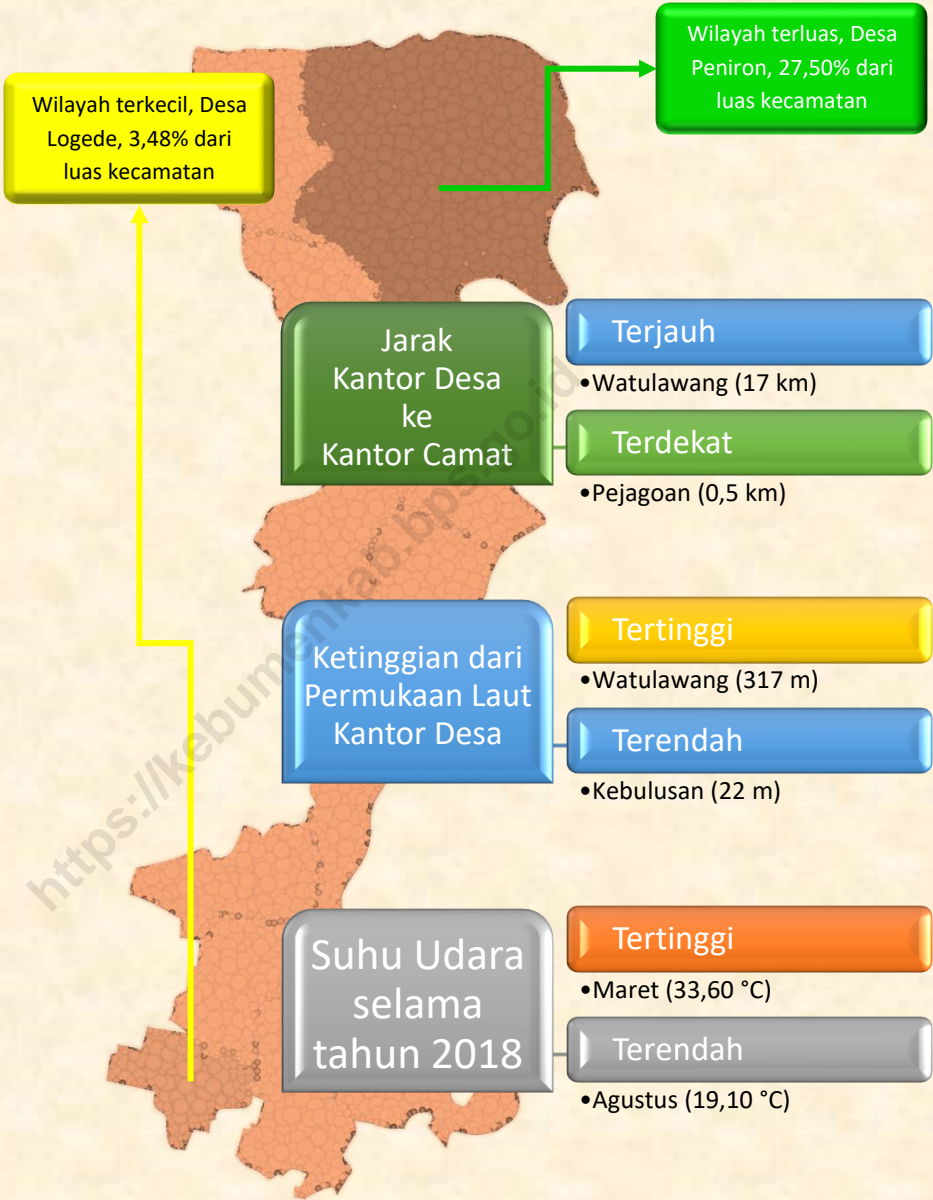 Wilayah terluas, Desa
Peniron, 27,50% dari
luas kecamatan
Wilayah terkecil, Desa
Logede, 3,48% dari
luas kecamatan
Jarak
Kantor Desa
ke
Kantor Camat
Terjauh
•Watulawang (17 km)
Terdekat
•Pejagoan (0,5 km)
Ketinggian dari
Permukaan Laut
Kantor Desa
Tertinggi
•Watulawang (317 m)
Terendah
•Kebulusan (22 m)
Suhu Udara
selama
tahun 2018
Tertinggi
•Maret (33,60 °C)
Terendah
•Agustus (19,10 °C)
https://kebumenkab.bps.go.id